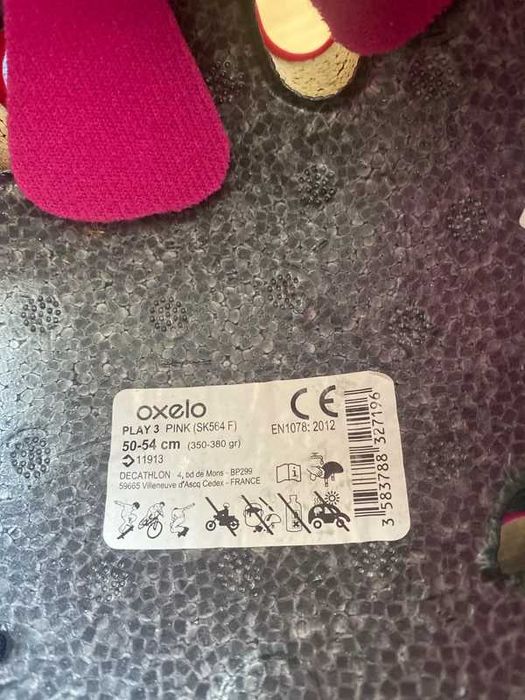 oxelo CE
PLAY 3 PINK (SK564 F) EN1078: 2012
50-54 cm (350-380 gr)
11913
DECATHLON 4, bd de Mons - BP299
59665 Villeneuve d'Ascq Cedex - FRANCE
3 583788 327196